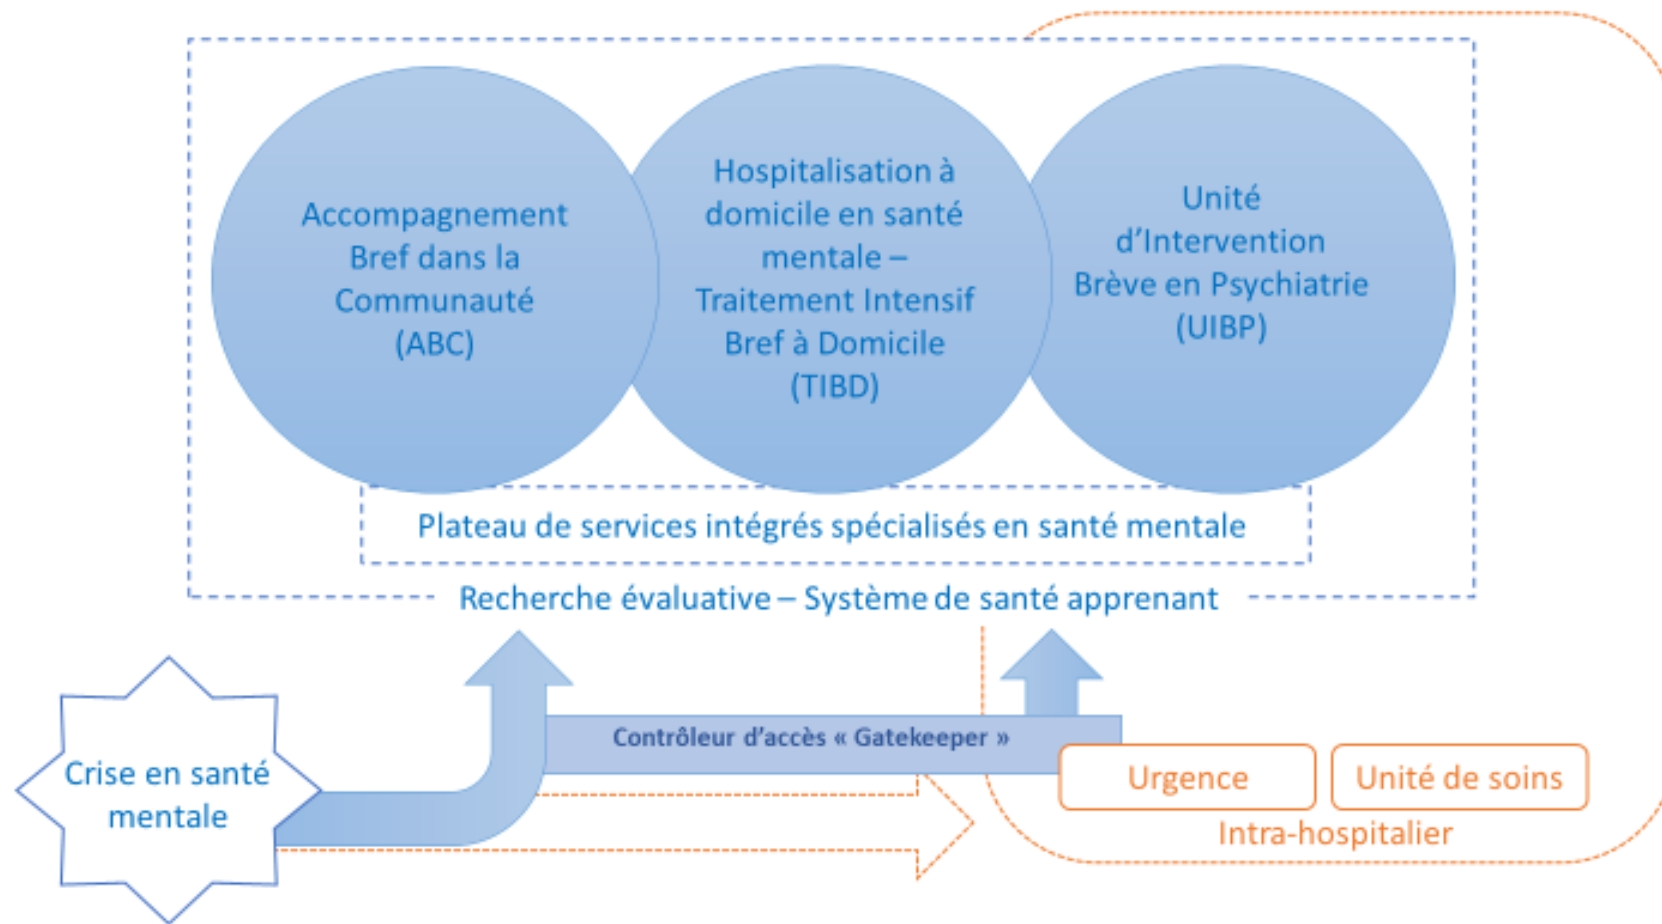 Accompagnement
Bref dans la
Communauté
(ABC)
Hospitalisation à
domicile en santé
mentale –
Traitement Intensif
Bref à Domicile
(TIBD)
Unité
d’Intervention
Brève en Psychiatrie
(UIBP)
Plateau de services intégrés spécialisés en santé mentale
Recherche évaluative – Système de santé apprenant
Contrôleur d’accès « Gatekeeper »
Crise en santé
mentale
Urgence
Unité de soins
Intra-hospitalier